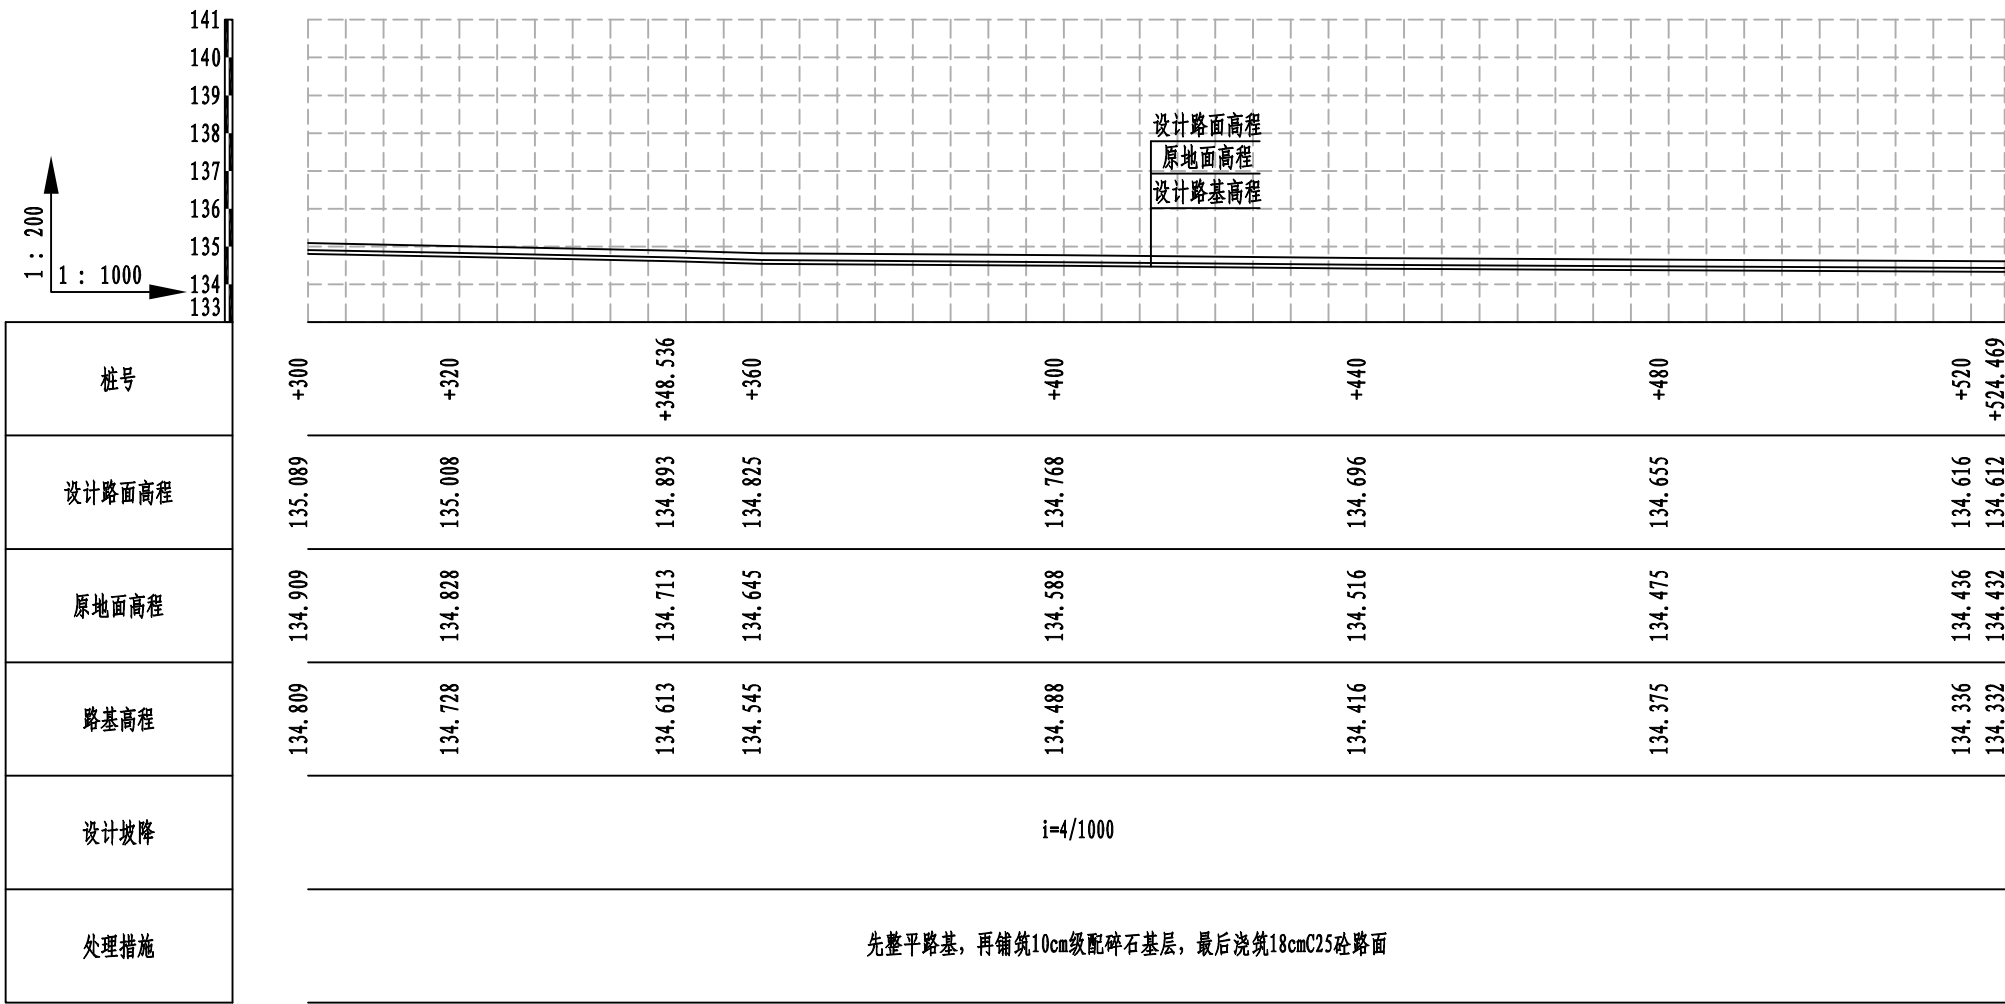 141
140
139
138
137
136
135
134
133
1: 200
1: 1000
设计路面高程
原地面高程
设计路基高程
桩号 +300 +320 +348.536 +360 +400 +440 +480 +520 +524.469
设计路面高程 135.089 135.008 134.893 134.825 134.768 134.696 134.655 134.616 134.612
原地面高程 134.909 134.828 134.713 134.645 134.588 134.516 134.475 134.436 134.432
路基高程 134.809 134.728 134.613 134.545 134.488 134.416 134.375 134.336 134.332
设计坡降 i=4/1000
处理措施 先整平路基，再铺筑10cm级配碎石基层，最后浇筑18cmC25砼路面